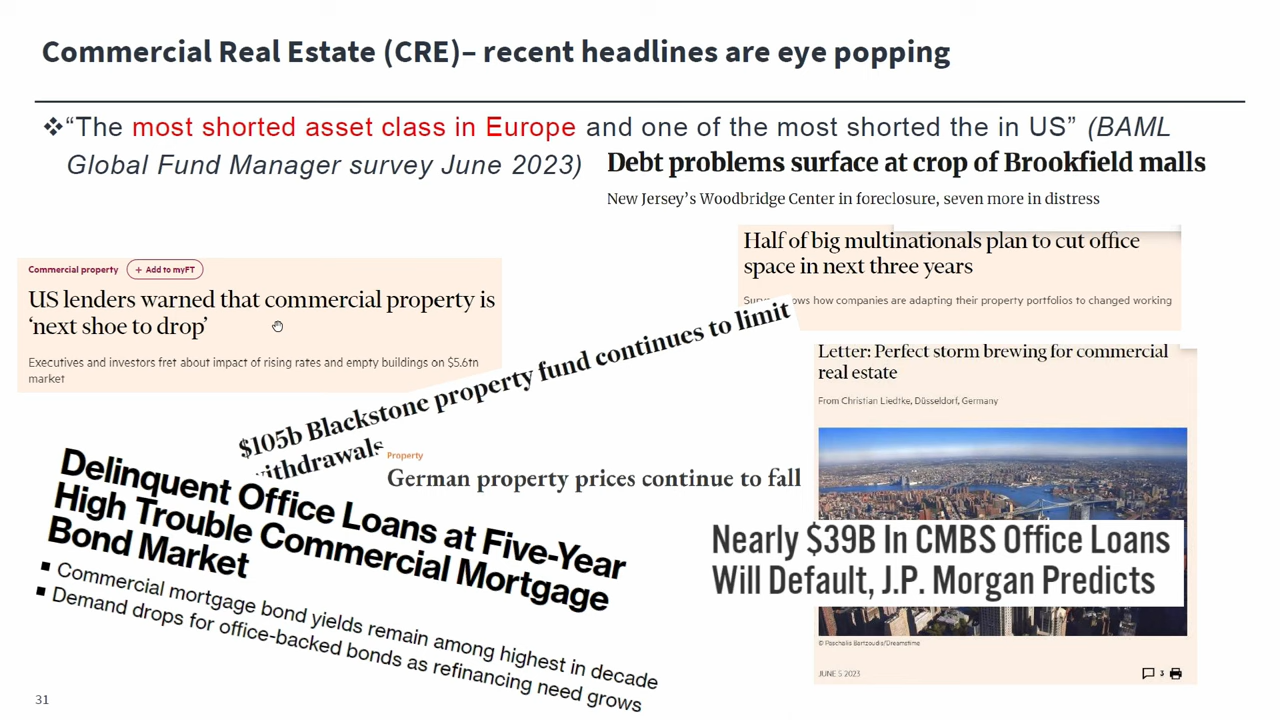 Commercial Real Estate (CRE)– recent headlines are eye popping
❖“The most shorted asset class in Europe and one of the most shorted the in US” (BAML
Global Fund Manager survey June 2023)
Debt problems surface at crop of Brookfield malls
New Jersey’s Woodbridge Center in foreclosure, seven more in distress
Half of big multinationals plan to cut office
space in next three years
how companies are adapting their property portfolios to changed working
Commercial property + Add to myFT
US lenders warned that commercial property is
‘next shoe to drop’
Executives and investors fret about impact of rising rates and empty buildings on $5.6tn
market
$105b Blackstone property fund continues to limit
withdrawals
Letter: Perfect storm brewing for commercial
real estate
From Christian Liedtke, Düsseldorf, Germany
Property
German property prices continue to fall
Delinquent Office Loans at Five-Year
High Trouble Commercial Mortgage
Bond Market
▪ Commercial mortgage bond yields remain among highest in decade
▪ Demand drops for office-backed bonds as refinancing need grows
Nearly $39B In CMBS Office Loans
Will Default, J.P. Morgan Predicts
© Paschalis Bartzoudis/Dreamstime
JUNE 5 2023
3
31